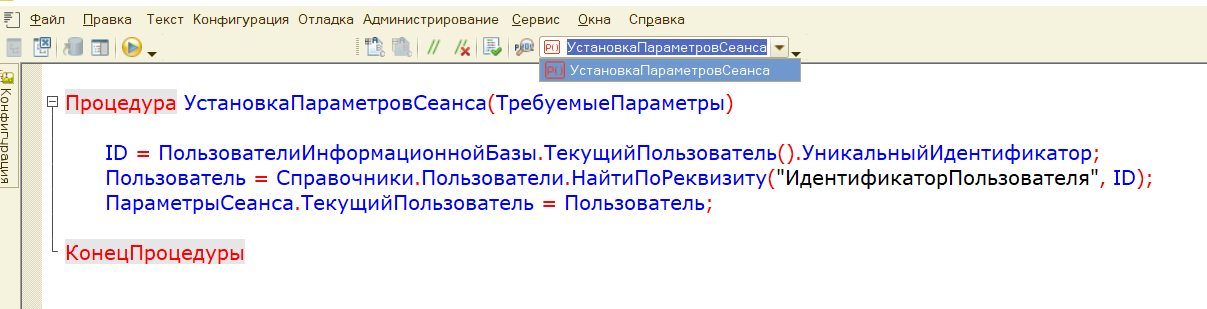 Файл Правка Текст Конфигурация Отладка Администрирование Сервис Окна Справка
УстановкаПараметровСеанса
УстановкаПараметровСеанса
Конфигурация
Процедура УстановкаПараметровСеанса(ТребуемыеПараметры)
ID = ПользователиИнформационнойБазы.ТекущийПользователь().УникальныйИдентификатор;
Пользователь = Справочники.Пользователи.НайтиПоРеквизиту("ИдентификаторПользователя", ID);
ПараметрыСеанса.ТекущийПользователь = Пользователь;
КонецПроцедуры